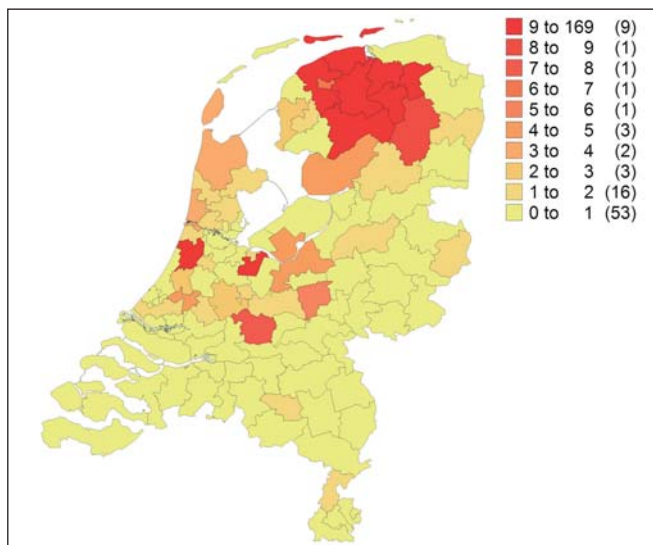 9 to 169 (9)
8 to 9 (1)
7 to 8 (1)
6 to 7 (1)
5 to 6 (1)
4 to 5 (3)
3 to 4 (2)
2 to 3 (3)
1 to 2 (16)
0 to 1 (53)